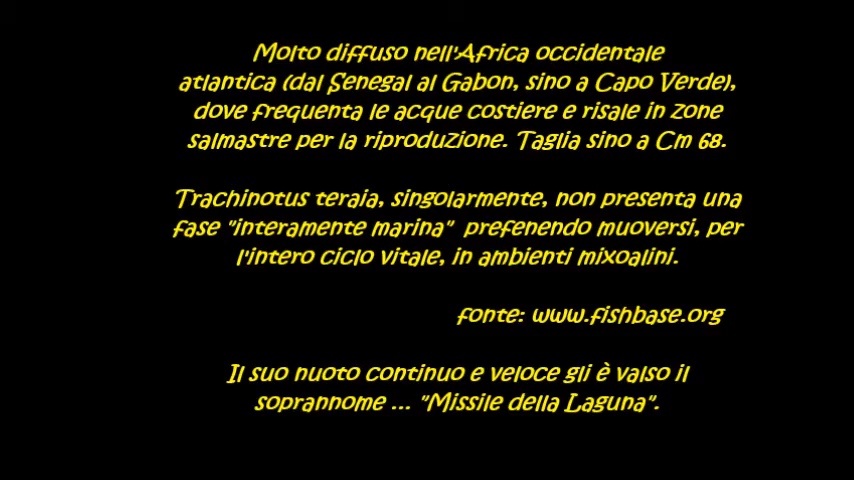 Molto diffuso nell'Africa occidentale
atlantica (dal Senegal al Gabon, sino a Capo Verde),
dove frequenta le acque costiere e risale in zone
salmastre per la riproduzione. Taglia sino a Cm 68.
Trachinotus teraia, singolarmente, non presenta una
fase "interamente marina" prefenendo muoversi, per
l'intero ciclo vitale, in ambienti mixoalini.
fonte: www.fishbase.org
Il suo nuoto continuo e veloce gli è valso il
soprannome ... "Missile della Laguna".